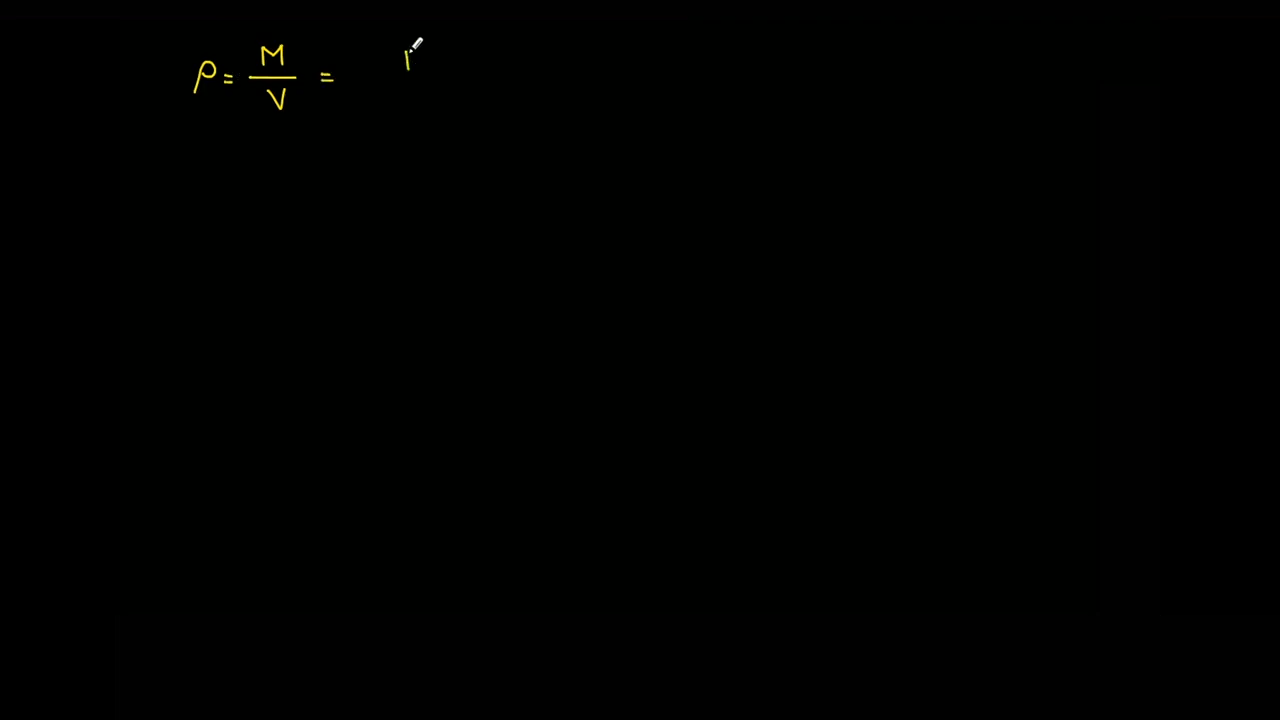 ρ = M/V =